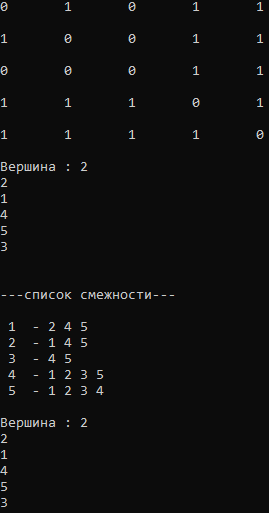 0 1 0 1 1
1 0 0 1 1
0 0 0 1 1
1 1 1 0 1
1 1 1 1 0
Вершина : 2
2
1
4
5
3
---список смежности---
1 - 2 4 5
2 - 1 4 5
3 - 4 5
4 - 1 2 3 5
5 - 1 2 3 4
Вершина : 2
2
1
4
5
3